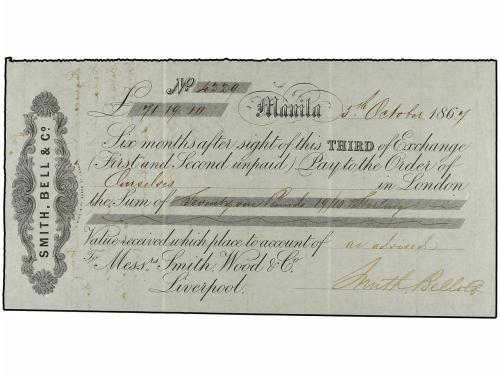 SMITH, BELL & Co.
No 4220
£ 71.19.10 Manila 5th October 1867
Six months after sight of this THIRD of Exchange
(First and Second unpaid) Pay to the Order of
Ourselves in London
the Sum of Seventy one Pounds 19/10 Sterling
Value received which place to account of as advised
To Messrs Smith, Wood & Co.
Liverpool.
Smith Bell & Co